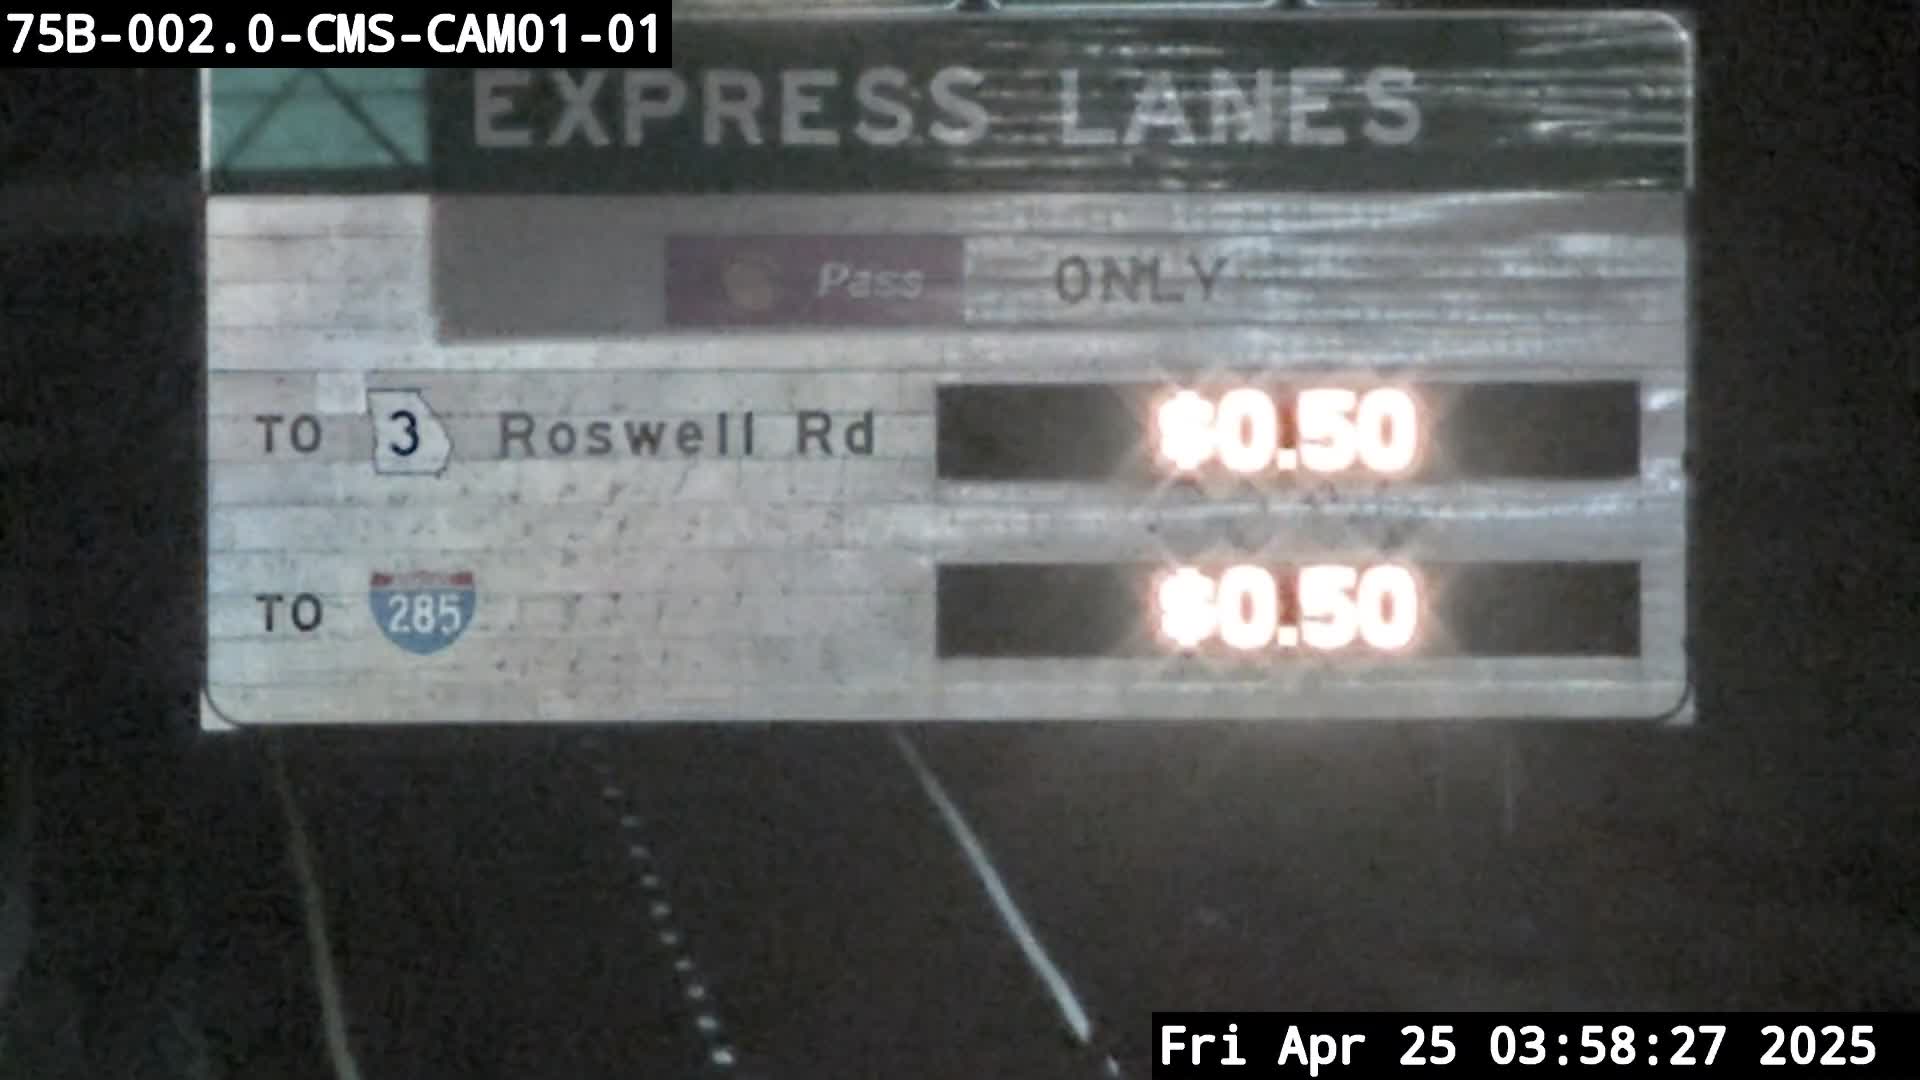 75B-002.0-CMS-CAM01-01
EXPRESS LANES
Pass ONLY
TO 3 Roswell Rd $0.50
TO 285 $0.50
Fri Apr 25 03:58:27 2025